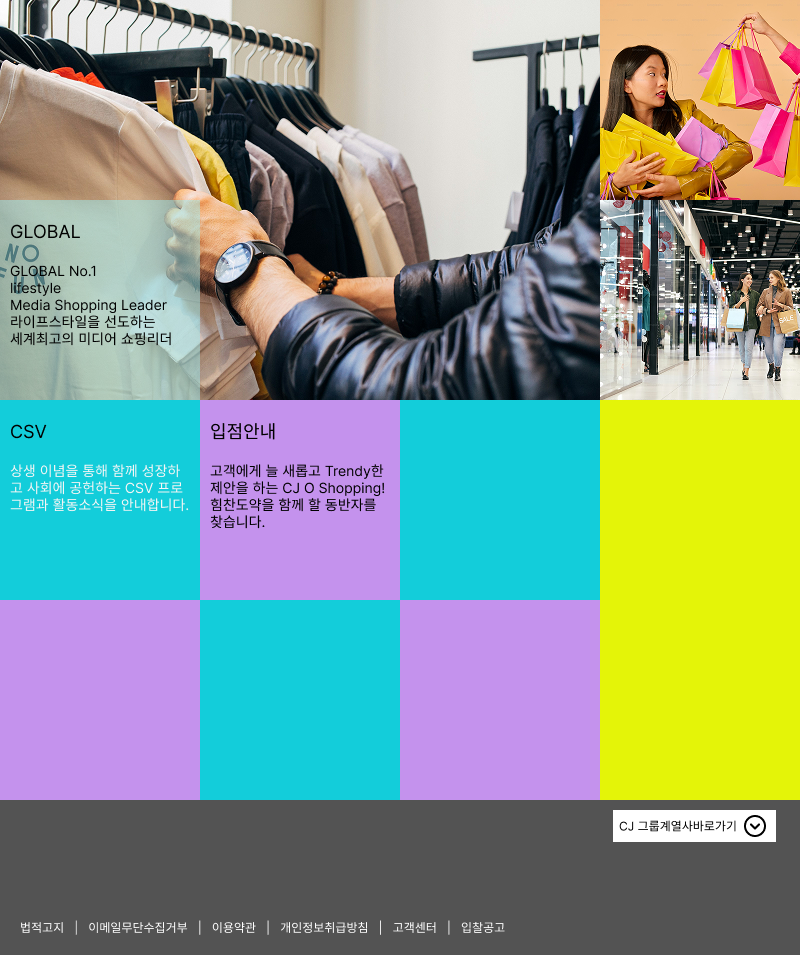 GLOBAL
NO
GLOBAL No.1
lifestyle
Media Shopping Leader
라이프스타일을 선도하는
세계최고의 미디어 쇼핑리더
SALE
CSV
상생 이념을 통해 함께 성장하
고 사회에 공헌하는 CSV 프로
그램과 활동소식을 안내합니다.
입점안내
고객에게 늘 새롭고 Trendy한
제안을 하는 CJ O Shopping!
힘찬도약을 함께 할 동반자를
찾습니다.
CJ 그룹계열사바로가기
법적고지 | 이메일무단수집거부 | 이용약관 | 개인정보취급방침 | 고객센터 | 입찰공고